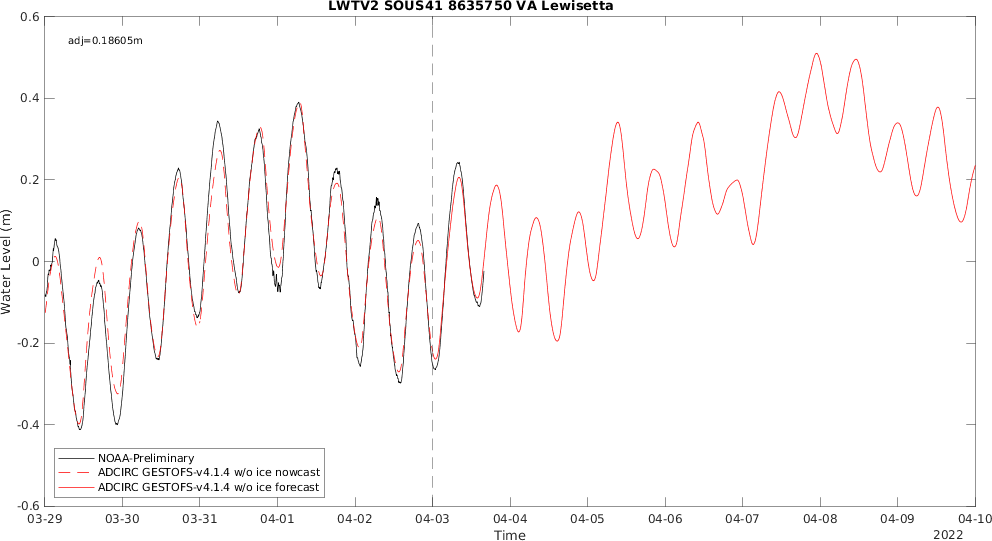 LWTV2 SOUS41 8635750 VA Lewisetta
adj=0.18605m
0.6
0.4
0.2
0
-0.2
-0.4
-0.6
Water Level (m)
NOAA-Preliminary
ADCIRC GESTOFS-v4.1.4 w/o ice nowcast
ADCIRC GESTOFS-v4.1.4 w/o ice forecast
03-29 03-30 03-31 04-01 04-02 04-03 04-04 04-05 04-06 04-07 04-08 04-09 04-10
Time
2022